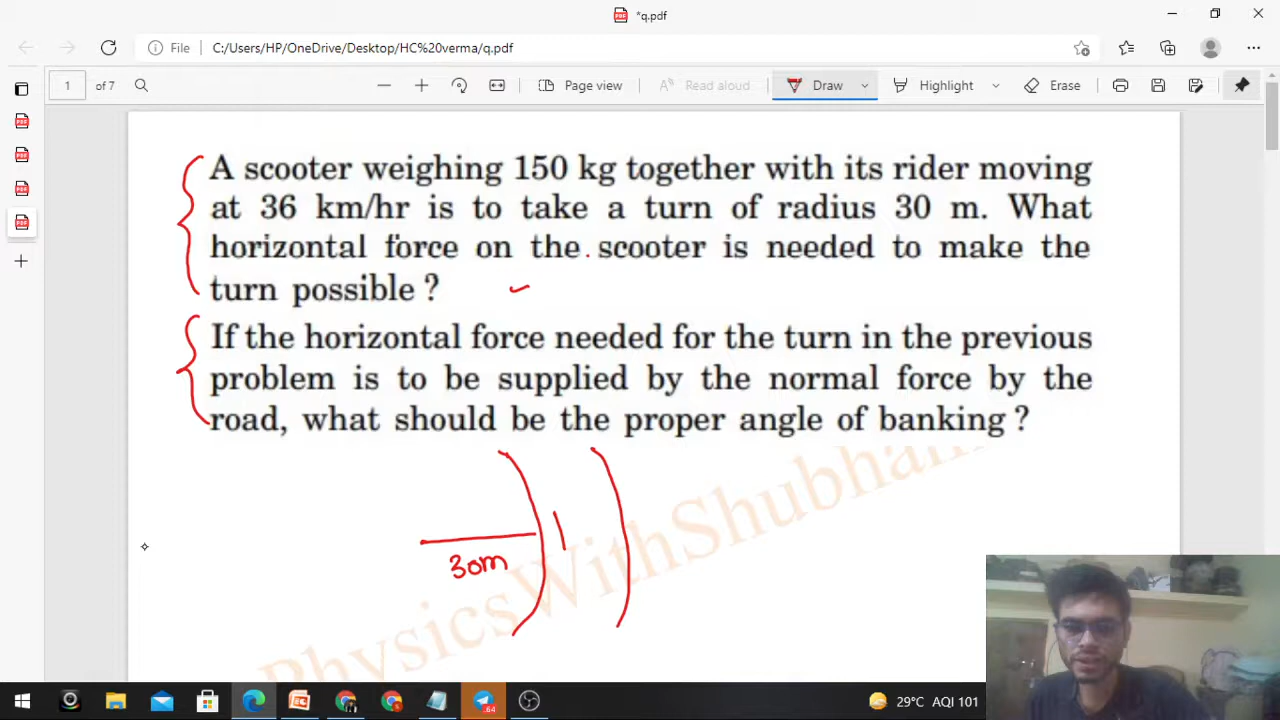 *q.pdf
File C:/Users/HP/OneDrive/Desktop/HC%20verma/q.pdf
1 of 7 Page view Read aloud Draw Highlight Erase
A scooter weighing 150 kg together with its rider moving
at 36 km/hr is to take a turn of radius 30 m. What
horizontal force on the scooter is needed to make the
turn possible ?
If the horizontal force needed for the turn in the previous
problem is to be supplied by the normal force by the
road, what should be the proper angle of banking ?
30m
PhysicsWithShubham
64
29°C AQI 101